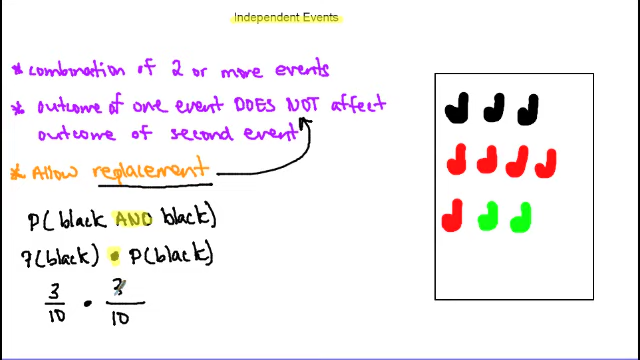 Independent Events
* combination of 2 or more events
* outcome of one event DOES NOT affect
outcome of second event
* Allow replacement
P(black AND black)
P(black) • P(black)
3/10 • 3/10